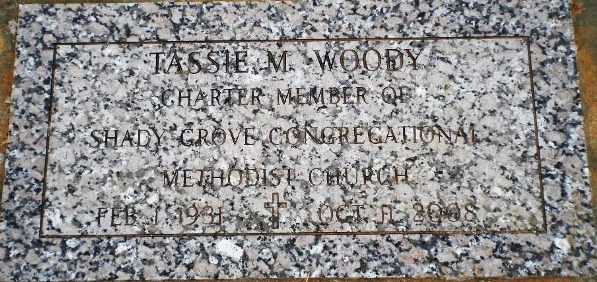 TASSIE M. WOODY
CHARTER MEMBER OF
SHADY GROVE CONGREGATIONAL
METHODIST CHURCH
FEB. 1 1931 OCT. 11 2008